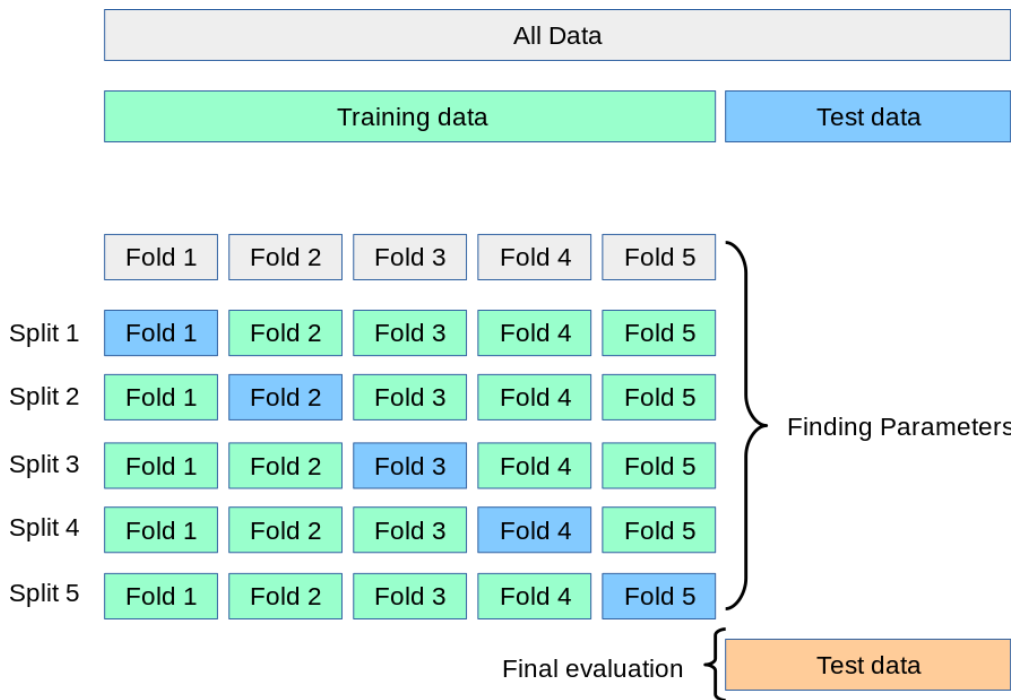 All Data
Training data Test data
Fold 1 Fold 2 Fold 3 Fold 4 Fold 5
Split 1 Fold 1 Fold 2 Fold 3 Fold 4 Fold 5
Split 2 Fold 1 Fold 2 Fold 3 Fold 4 Fold 5
Finding Parameters
Split 3 Fold 1 Fold 2 Fold 3 Fold 4 Fold 5
Split 4 Fold 1 Fold 2 Fold 3 Fold 4 Fold 5
Split 5 Fold 1 Fold 2 Fold 3 Fold 4 Fold 5
Final evaluation Test data